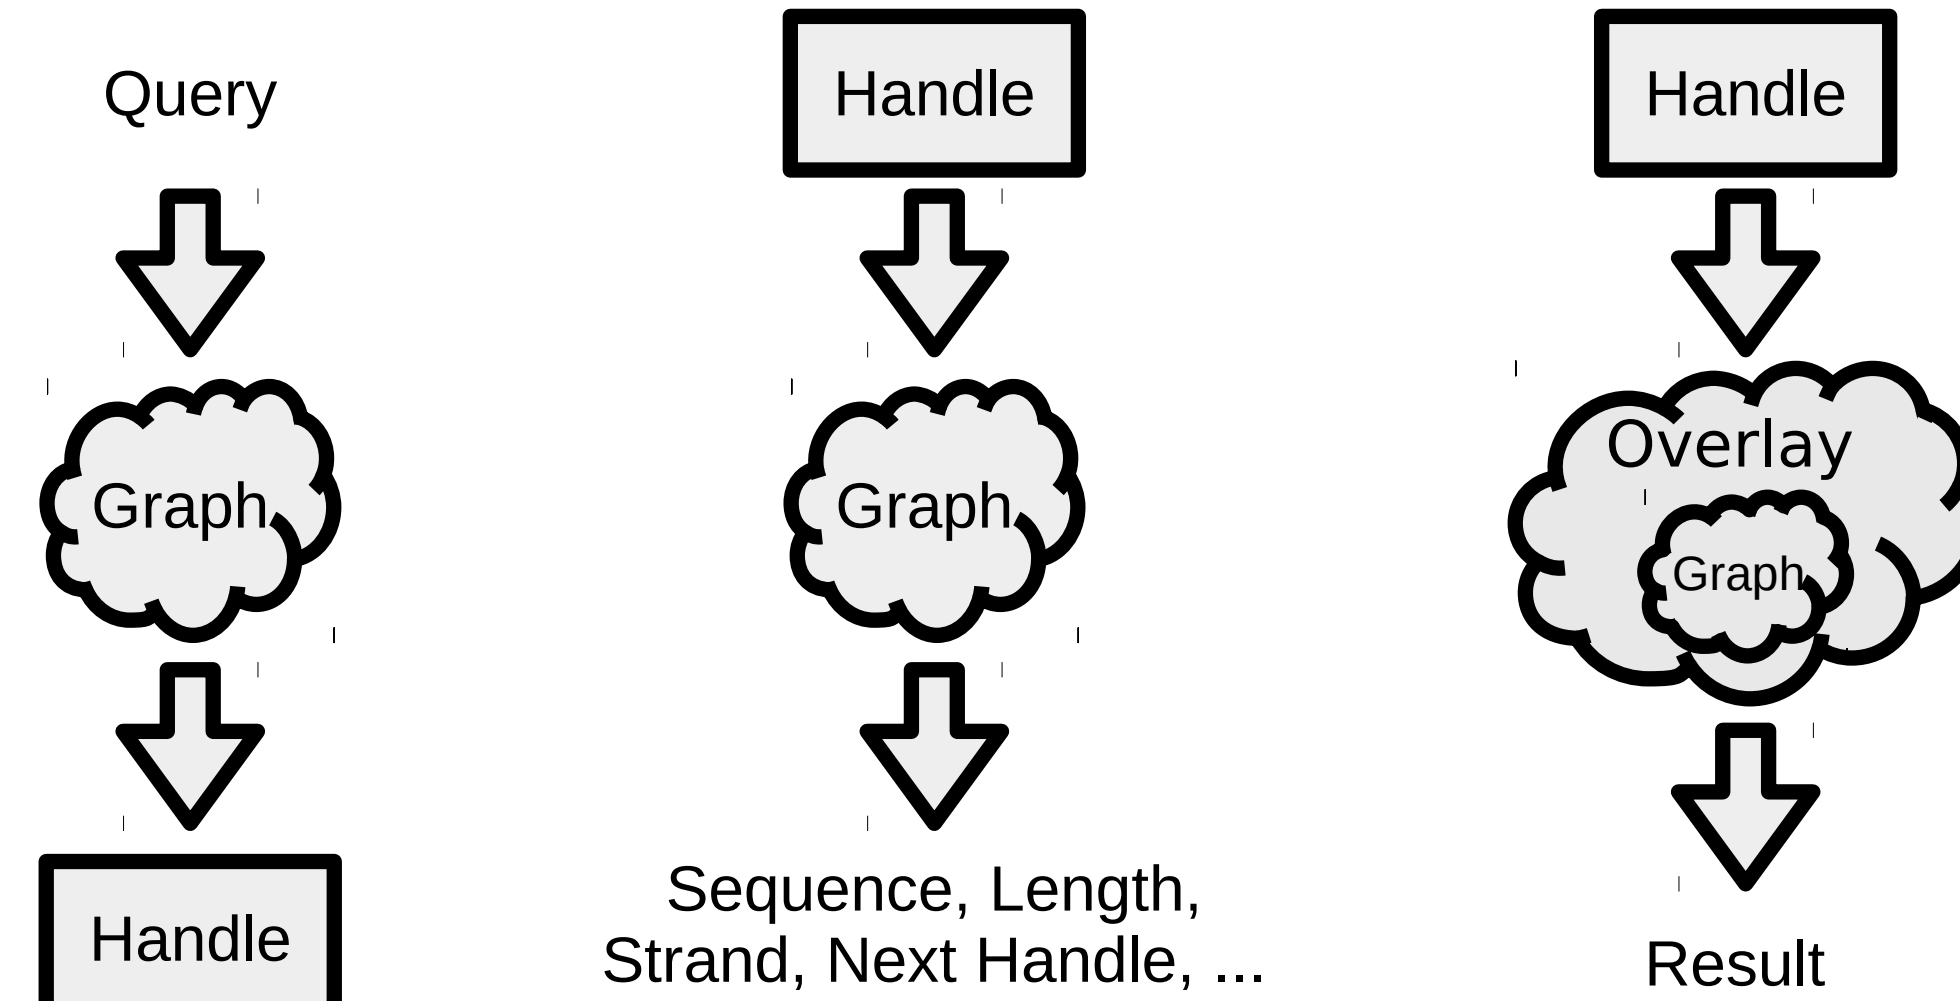 Query
Graph
Handle
Handle
Graph
Sequence, Length,
Strand, Next Handle, ...
Handle
Overlay
Graph
Result